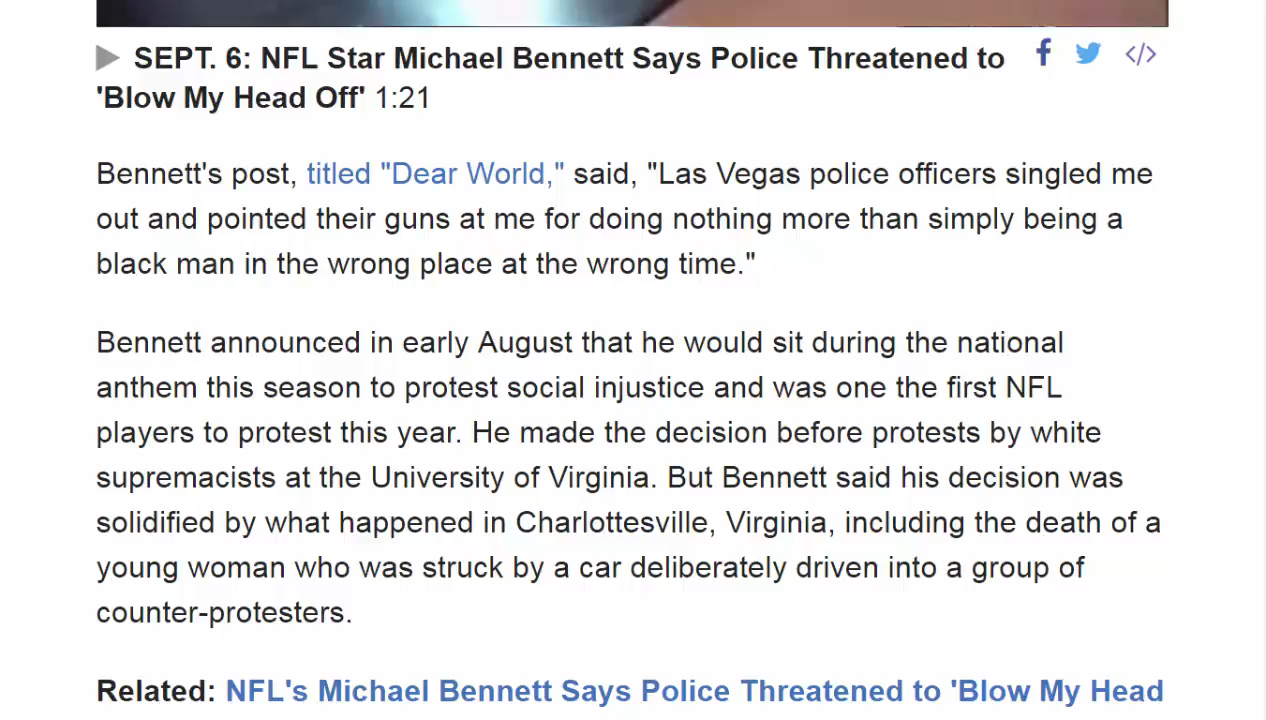 SEPT. 6: NFL Star Michael Bennett Says Police Threatened to
'Blow My Head Off' 1:21
Bennett's post, titled "Dear World," said, "Las Vegas police officers singled me
out and pointed their guns at me for doing nothing more than simply being a
black man in the wrong place at the wrong time."
Bennett announced in early August that he would sit during the national
anthem this season to protest social injustice and was one the first NFL
players to protest this year. He made the decision before protests by white
supremacists at the University of Virginia. But Bennett said his decision was
solidified by what happened in Charlottesville, Virginia, including the death of a
young woman who was struck by a car deliberately driven into a group of
counter-protesters.
Related: NFL's Michael Bennett Says Police Threatened to 'Blow My Head